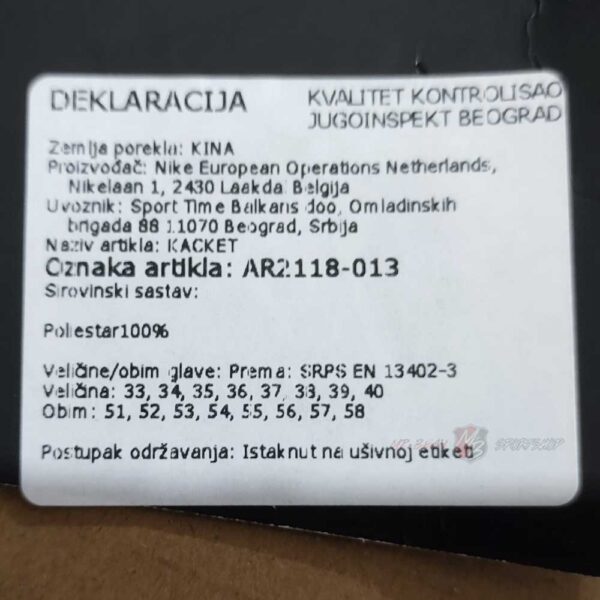 DEKLARACIJA
KVALITET KONTROLISAO
JUGOINSPEKT BEOGRAD
Zemlja porekla: KINA
Proizvođač: Nike European Operations Netherlands,
Nikelaan 1, 2430 Laakdal Belgija
Uvoznik: Sport Time Balkans doo, Omladinskih
brigada 88 11070 Beograd, Srbija
Naziv artikla: KACKET
Oznaka artikla: AR2118-013
Sirovinski sastav:
Poliestar100%
Veličine/obim glave: Prema: SRPS EN 13402-3
Veličina: 33, 34, 35, 36, 37, 38, 39, 40
Obim: 51, 52, 53, 54, 55, 56, 57, 58
Postupak održavanja: Istaknut na ušivnoj etiketi